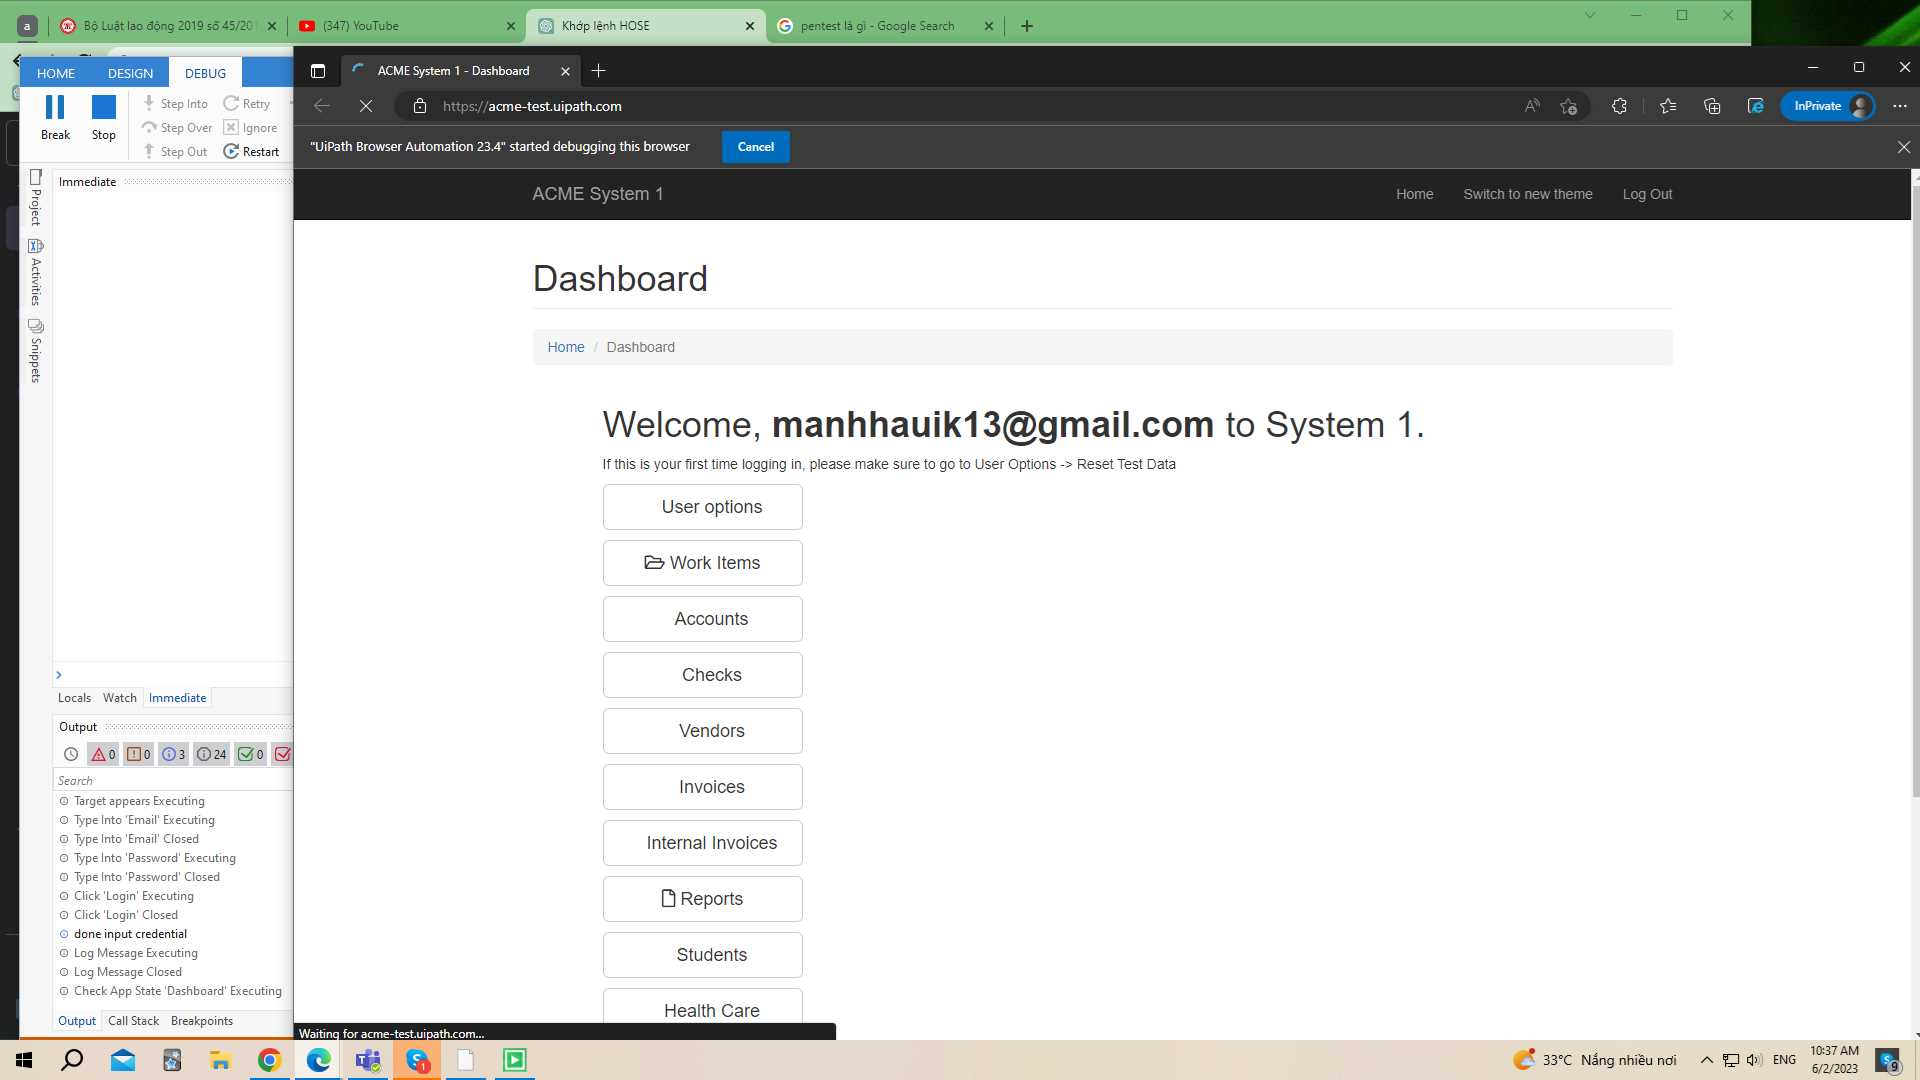 a
Bộ Luật lao động 2019 số 45/201
(347) YouTube
Khớp lệnh HOSE
pentest là gì - Google Search
HOME
DESIGN
DEBUG
Break
Stop
Step Into
Retry
Step Over
Ignore
Step Out
Restart
Project
Activities
Snippets
Immediate
Locals
Watch
Immediate
Output
0
0
3
24
0
Search
Target appears Executing
Type Into 'Email' Executing
Type Into 'Email' Closed
Type Into 'Password' Executing
Type Into 'Password' Closed
Click 'Login' Executing
Click 'Login' Closed
done input credential
Log Message Executing
Log Message Closed
Check App State 'Dashboard' Executing
Output
Call Stack
Breakpoints
ACME System 1 - Dashboard
https://acme-test.uipath.com
InPrivate
"UiPath Browser Automation 23.4" started debugging this browser
Cancel
ACME System 1
Home
Switch to new theme
Log Out
Dashboard
Home / Dashboard
Welcome, manhhauik13@gmail.com to System 1.
If this is your first time logging in, please make sure to go to User Options -> Reset Test Data
User options
Work Items
Accounts
Checks
Vendors
Invoices
Internal Invoices
Reports
Students
Health Care
Waiting for acme-test.uipath.com...
1
33°C Nắng nhiều nơi
ENG
10:37 AM
6/2/2023
9